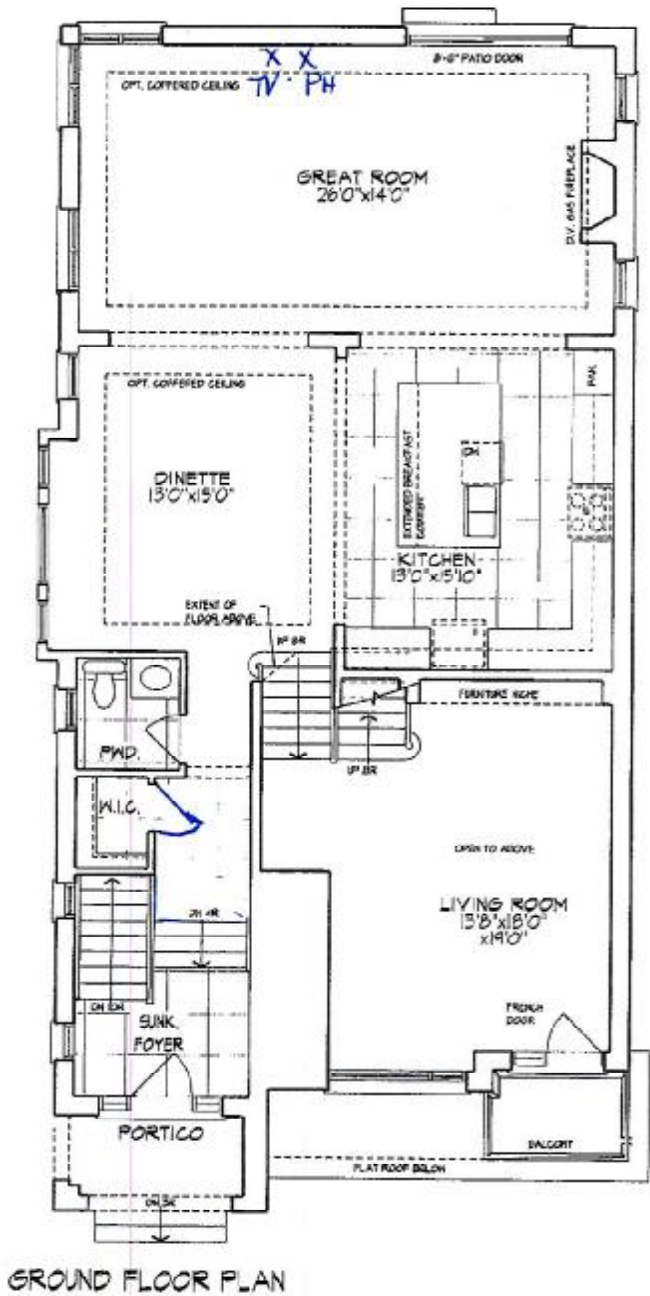 X X
TV · PH
8'-0" PATIO DOOR
OPT. COFFERED CEILING
GREAT ROOM
26'0"x14'0"
D.V. GAS FIREPLACE
OPT. COFFERED CEILING
DINETTE
13'0"x15'0"
EXTENDED BREAKFAST
DW
KITCHEN
13'0"x15'10"
EXTENT OF
FLOOR ABOVE
PWD.
FURNITURE NICHE
W.I.C.
OPEN TO ABOVE
LIVING ROOM
13'8"x18'0"
x19'0"
SUNK.
FOYER
FRENCH
DOOR
PORTICO
BALCONY
FLAT ROOF BELOW
GROUND FLOOR PLAN